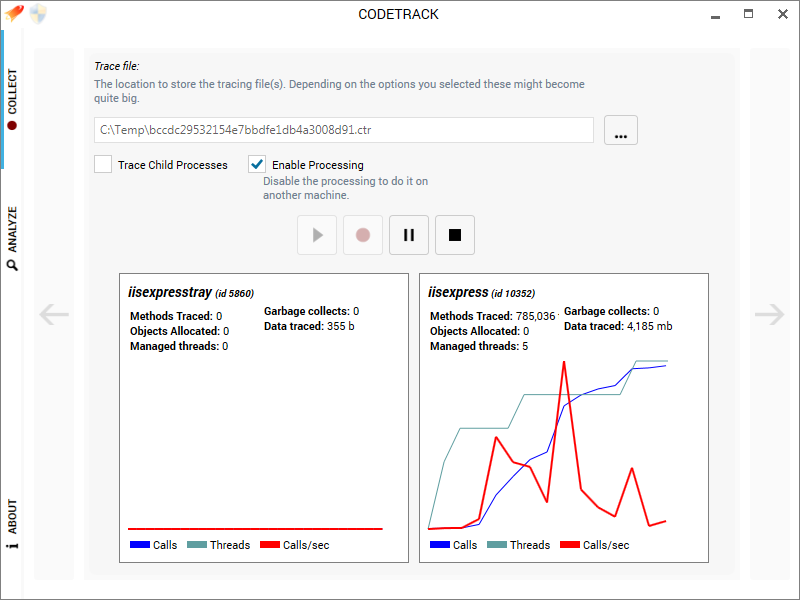 CODETRACK
COLLECT
ANALYZE
ABOUT
Trace file:
The location to store the tracing file(s). Depending on the options you selected these might become
quite big.
C:\Temp\bccdc29532154e7bbdfe1db4a3008d91.ctr
...
Trace Child Processes
Enable Processing
Disable the processing to do it on
another machine.
iisexpresstray (id 5860)
Methods Traced: 0
Objects Allocated: 0
Managed threads: 0
Garbage collects: 0
Data traced: 355 b
Calls Threads Calls/sec
iisexpress (id 10352)
Methods Traced: 785,036
Objects Allocated: 0
Managed threads: 5
Garbage collects: 0
Data traced: 4,185 mb
Calls Threads Calls/sec